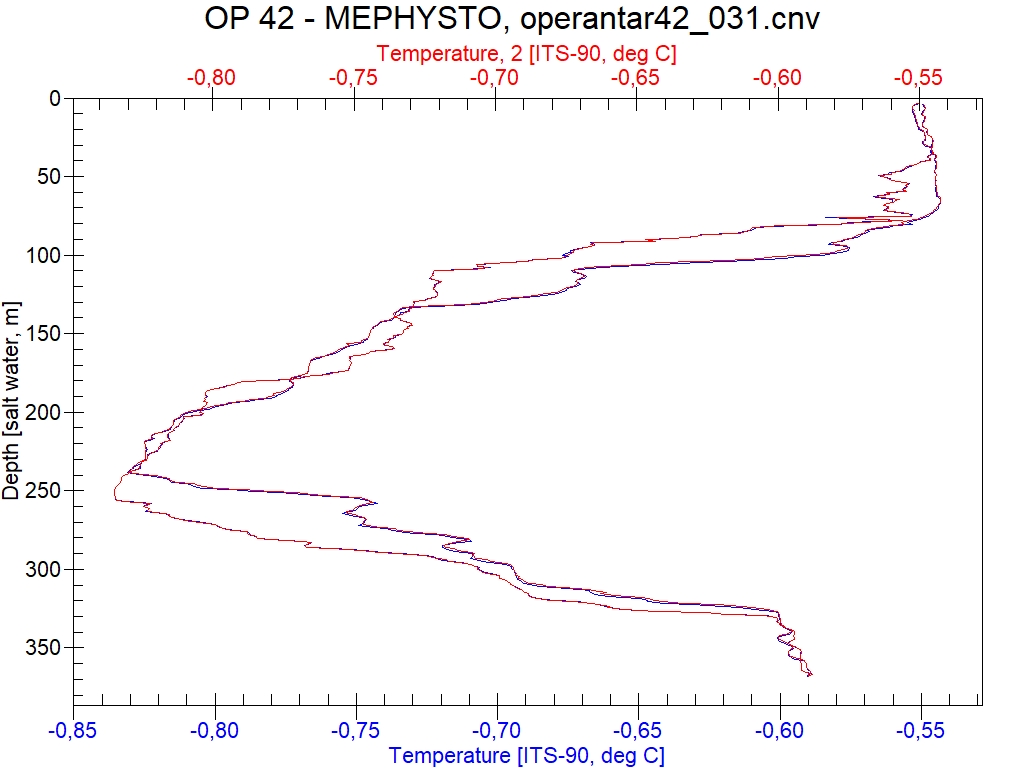 OP 42 - MEPHYSTO, operantar42_031.cnv
Temperature, 2 [ITS-90, deg C]
-0,80 -0,75 -0,70 -0,65 -0,60 -0,55
0
50
100
150
200
250
300
350
Depth [salt water, m]
-0,85 -0,80 -0,75 -0,70 -0,65 -0,60 -0,55
Temperature [ITS-90, deg C]